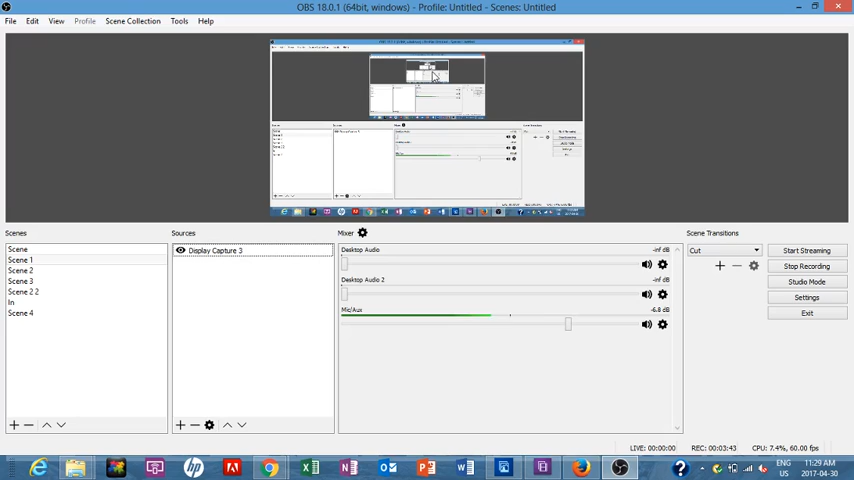 OBS 18.0.1 (64bit, windows) - Profile: Untitled - Scenes: Untitled
File Edit View Profile Scene Collection Tools Help
Scenes Sources Mixer Scene Transitions
Scene
Scene 1
Scene 2
Scene 3
Scene 2 2
In
Scene 4
Display Capture 3
Desktop Audio -inf dB
Desktop Audio 2 -inf dB
Mic/Aux -6.8 dB
Cut
Start Streaming
Stop Recording
Studio Mode
Settings
Exit
LIVE: 00:00:00 REC: 00:03:43 CPU: 7.4%, 60.00 fps
ENG 11:29 AM
US 2017-04-30